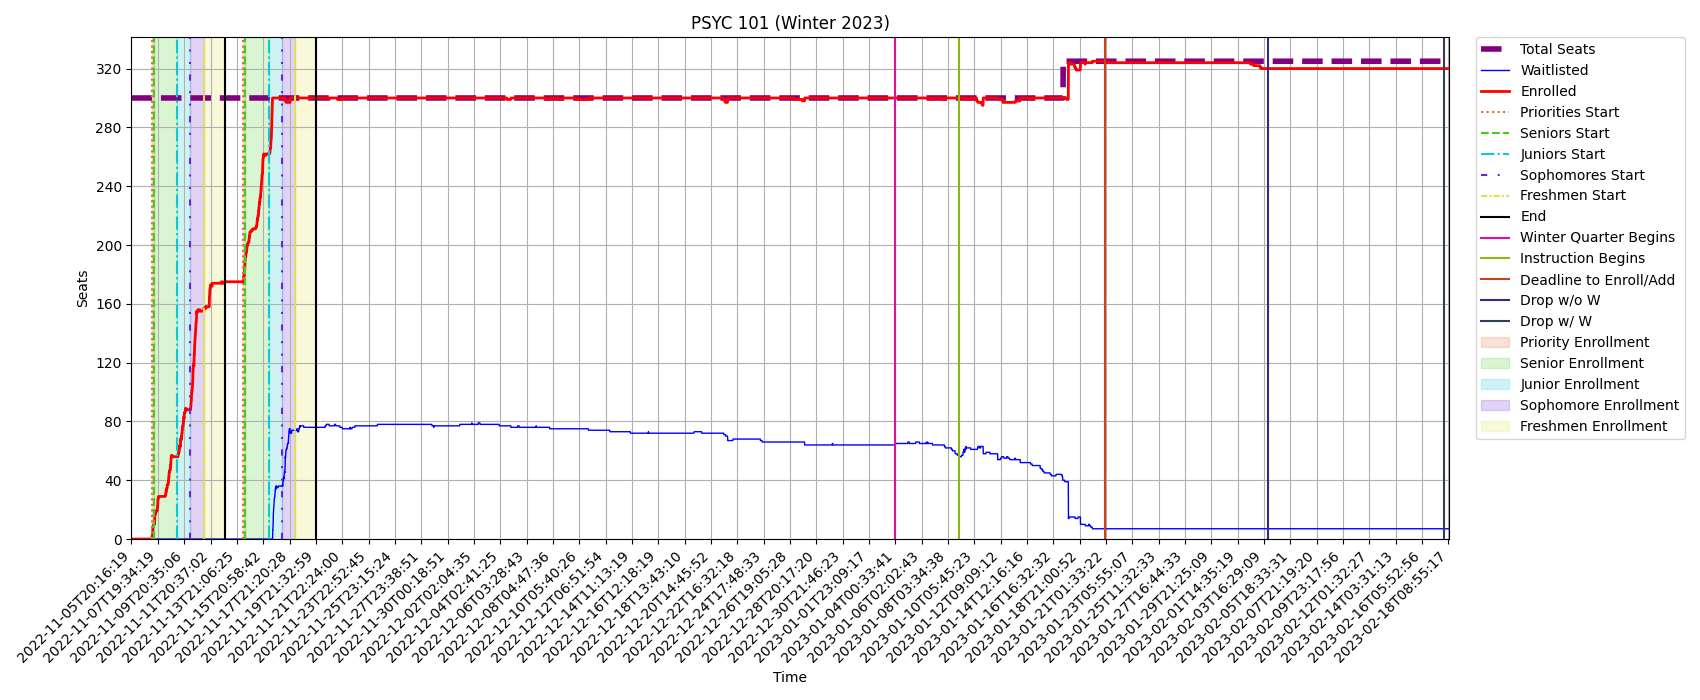 PSYC 101 (Winter 2023)
Seats
320
280
240
200
160
120
80
40
0
2022-11-05T20:16:19
2022-11-07T19:34:19
2022-11-09T20:35:06
2022-11-11T20:37:02
2022-11-13T21:06:25
2022-11-15T20:58:42
2022-11-17T21:20:28
2022-11-19T21:32:59
2022-11-21T22:24:00
2022-11-23T22:52:45
2022-11-25T23:15:24
2022-11-27T23:38:51
2022-11-30T00:18:51
2022-12-02T02:04:35
2022-12-04T02:41:25
2022-12-06T03:28:43
2022-12-08T04:47:36
2022-12-10T05:40:26
2022-12-12T06:51:54
2022-12-14T11:13:19
2022-12-16T12:18:19
2022-12-18T13:43:10
2022-12-20T14:45:52
2022-12-22T16:32:18
2022-12-24T17:48:33
2022-12-26T19:05:28
2022-12-28T20:17:20
2022-12-30T21:46:23
2023-01-01T23:09:17
2023-01-04T00:33:41
2023-01-06T02:02:43
2023-01-08T03:34:38
2023-01-10T05:45:23
2023-01-12T09:09:12
2023-01-14T12:16:16
2023-01-16T16:32:32
2023-01-18T21:00:52
2023-01-21T01:33:22
2023-01-23T05:55:07
2023-01-25T11:32:33
2023-01-27T16:44:33
2023-01-29T21:25:09
2023-02-01T14:35:19
2023-02-03T16:29:09
2023-02-05T18:33:31
2023-02-07T21:19:20
2023-02-09T23:17:56
2023-02-12T01:32:27
2023-02-14T03:31:13
2023-02-16T05:52:56
2023-02-18T08:55:17
Time
Total Seats
Waitlisted
Enrolled
Priorities Start
Seniors Start
Juniors Start
Sophomores Start
Freshmen Start
End
Winter Quarter Begins
Instruction Begins
Deadline to Enroll/Add
Drop w/o W
Drop w/ W
Priority Enrollment
Senior Enrollment
Junior Enrollment
Sophomore Enrollment
Freshmen Enrollment